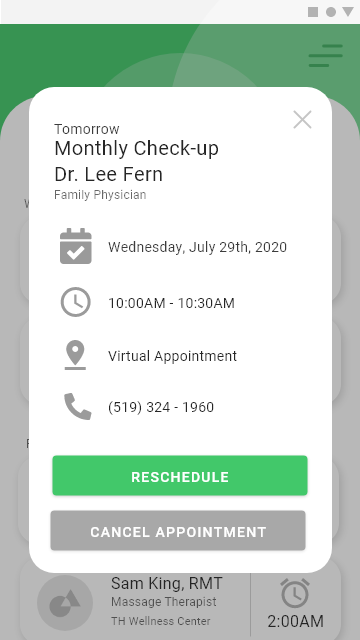 Tomorrow
Monthly Check-up
Dr. Lee Fern
Family Physician
Wednesday, July 29th, 2020
10:00AM - 10:30AM
Virtual Appointment
(519) 324 - 1960
RESCHEDULE
CANCEL APPOINTMENT
Sam King, RMT
Massage Therapist
TH Wellness Center
2:00AM